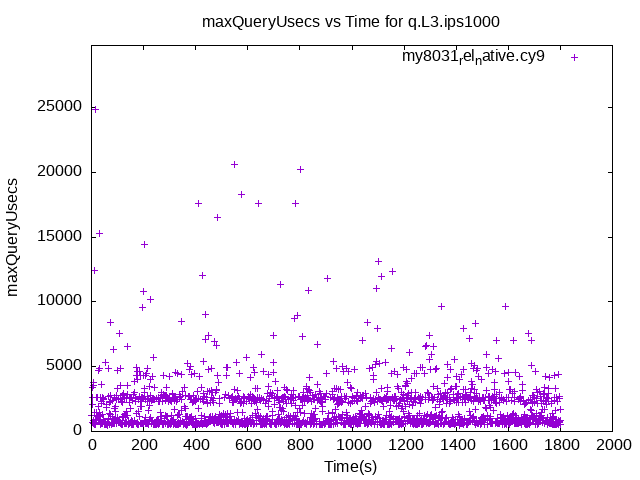 maxQueryUsecs vs Time for q.L3.ips1000
my8031relnative.cy9
25000
20000
15000
10000
5000
0
maxQueryUsecs
0 200 400 600 800 1000 1200 1400 1600 1800 2000
Time(s)